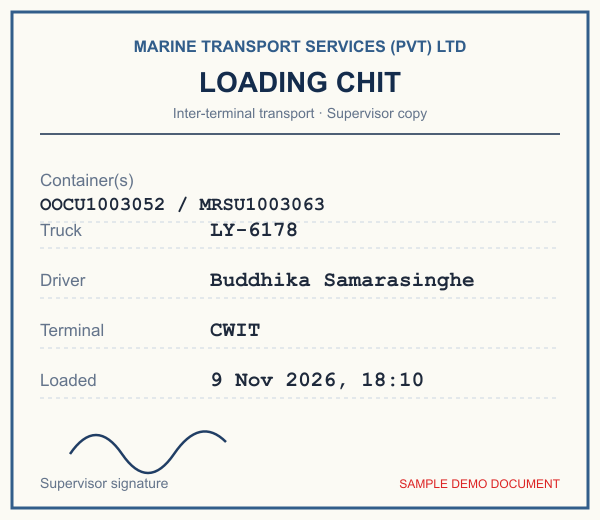 MARINE TRANSPORT SERVICES (PVT) LTD
LOADING CHIT
Inter-terminal transport · Supervisor copy
Container(s)
OOCU1003052 / MRSU1003063
Truck LY-6178
Driver Buddhika Samarasinghe
Terminal CWIT
Loaded 9 Nov 2026, 18:10
Supervisor signature SAMPLE DEMO DOCUMENT